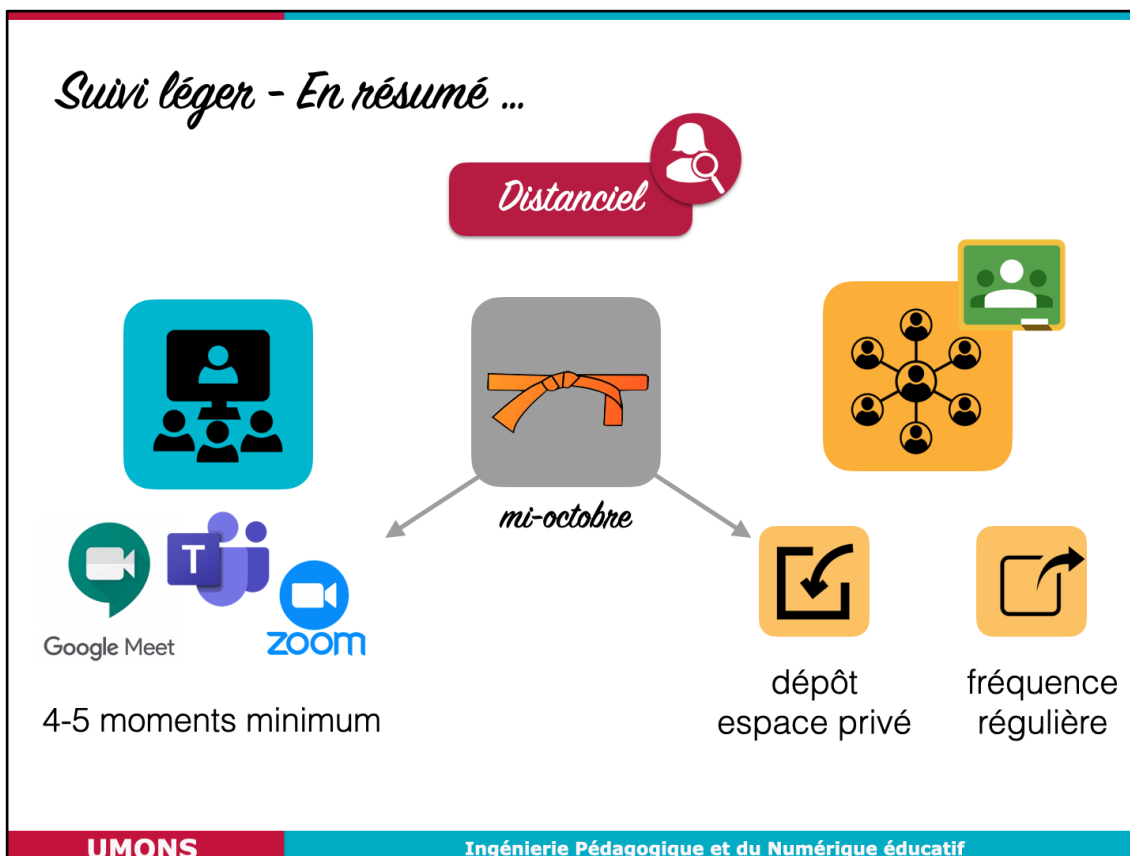 Suivi léger - En résumé ...
Distanciel
mi-octobre
T
Google Meet
zoom
4-5 moments minimum
dépôt
espace privé
fréquence
régulière
UMONS
Ingénierie Pédagogique et du Numérique éducatif